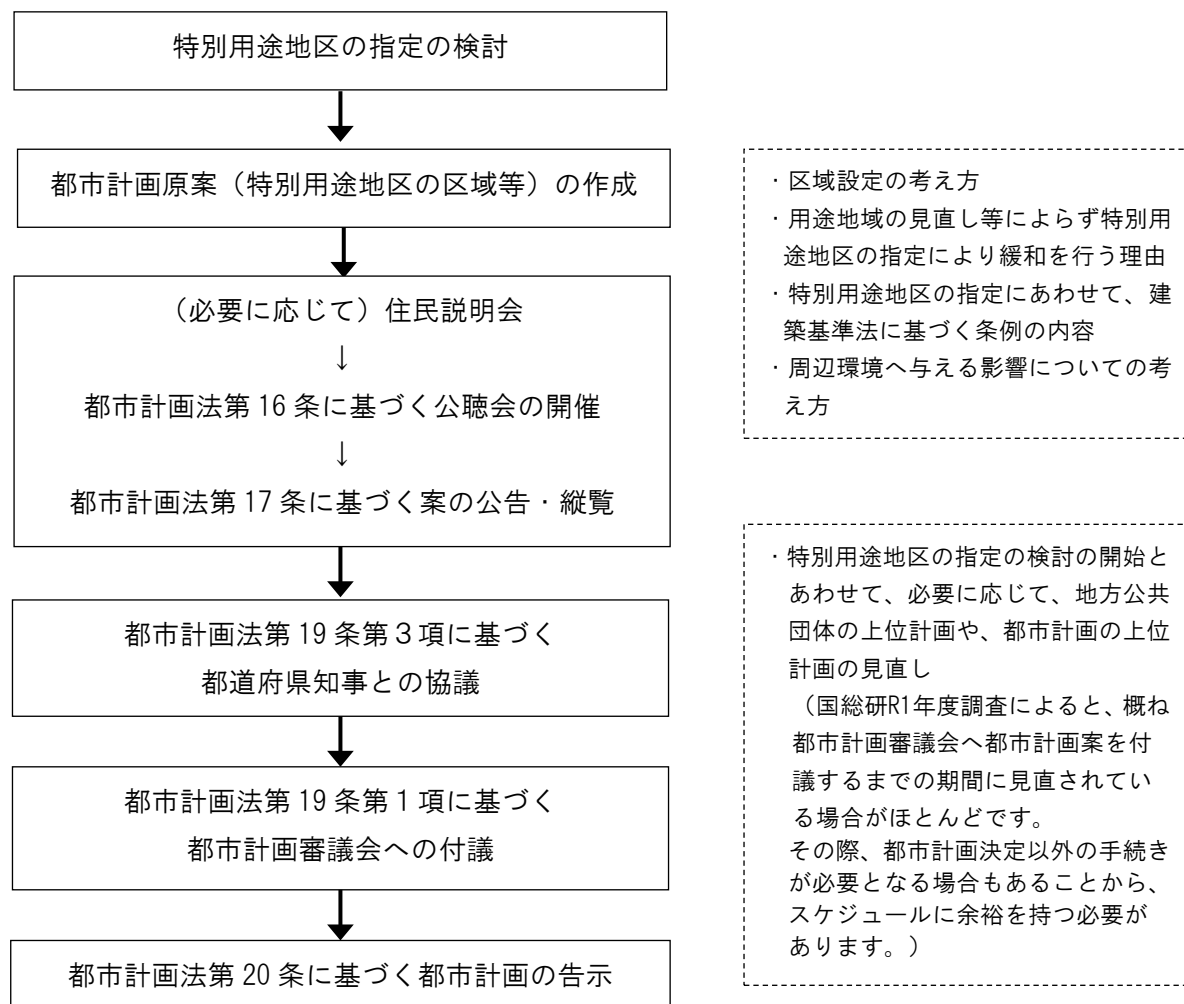 特別用途地区の指定の検討
都市計画原案（特別用途地区の区域等）の作成
（必要に応じて）住民説明会
↓
都市計画法第16条に基づく公聴会の開催
↓
都市計画法第17条に基づく案の公告・縦覧
都市計画法第19条第３項に基づく
都道府県知事との協議
都市計画法第19条第１項に基づく
都市計画審議会への付議
都市計画法第20条に基づく都市計画の告示
・区域設定の考え方
・用途地域の見直し等によらず特別用
途地区の指定により緩和を行う理由
・特別用途地区の指定にあわせて、建
築基準法に基づく条例の内容
・周辺環境へ与える影響についての考
え方
・特別用途地区の指定の検討の開始と
あわせて、必要に応じて、地方公共
団体の上位計画や、都市計画の上位
計画の見直し
（国総研R1年度調査によると、概ね
都市計画審議会へ都市計画案を付
議するまでの期間に見直されてい
る場合がほとんどです。
その際、都市計画決定以外の手続き
が必要となる場合もあることから、
スケジュールに余裕を持つ必要が
あります。）